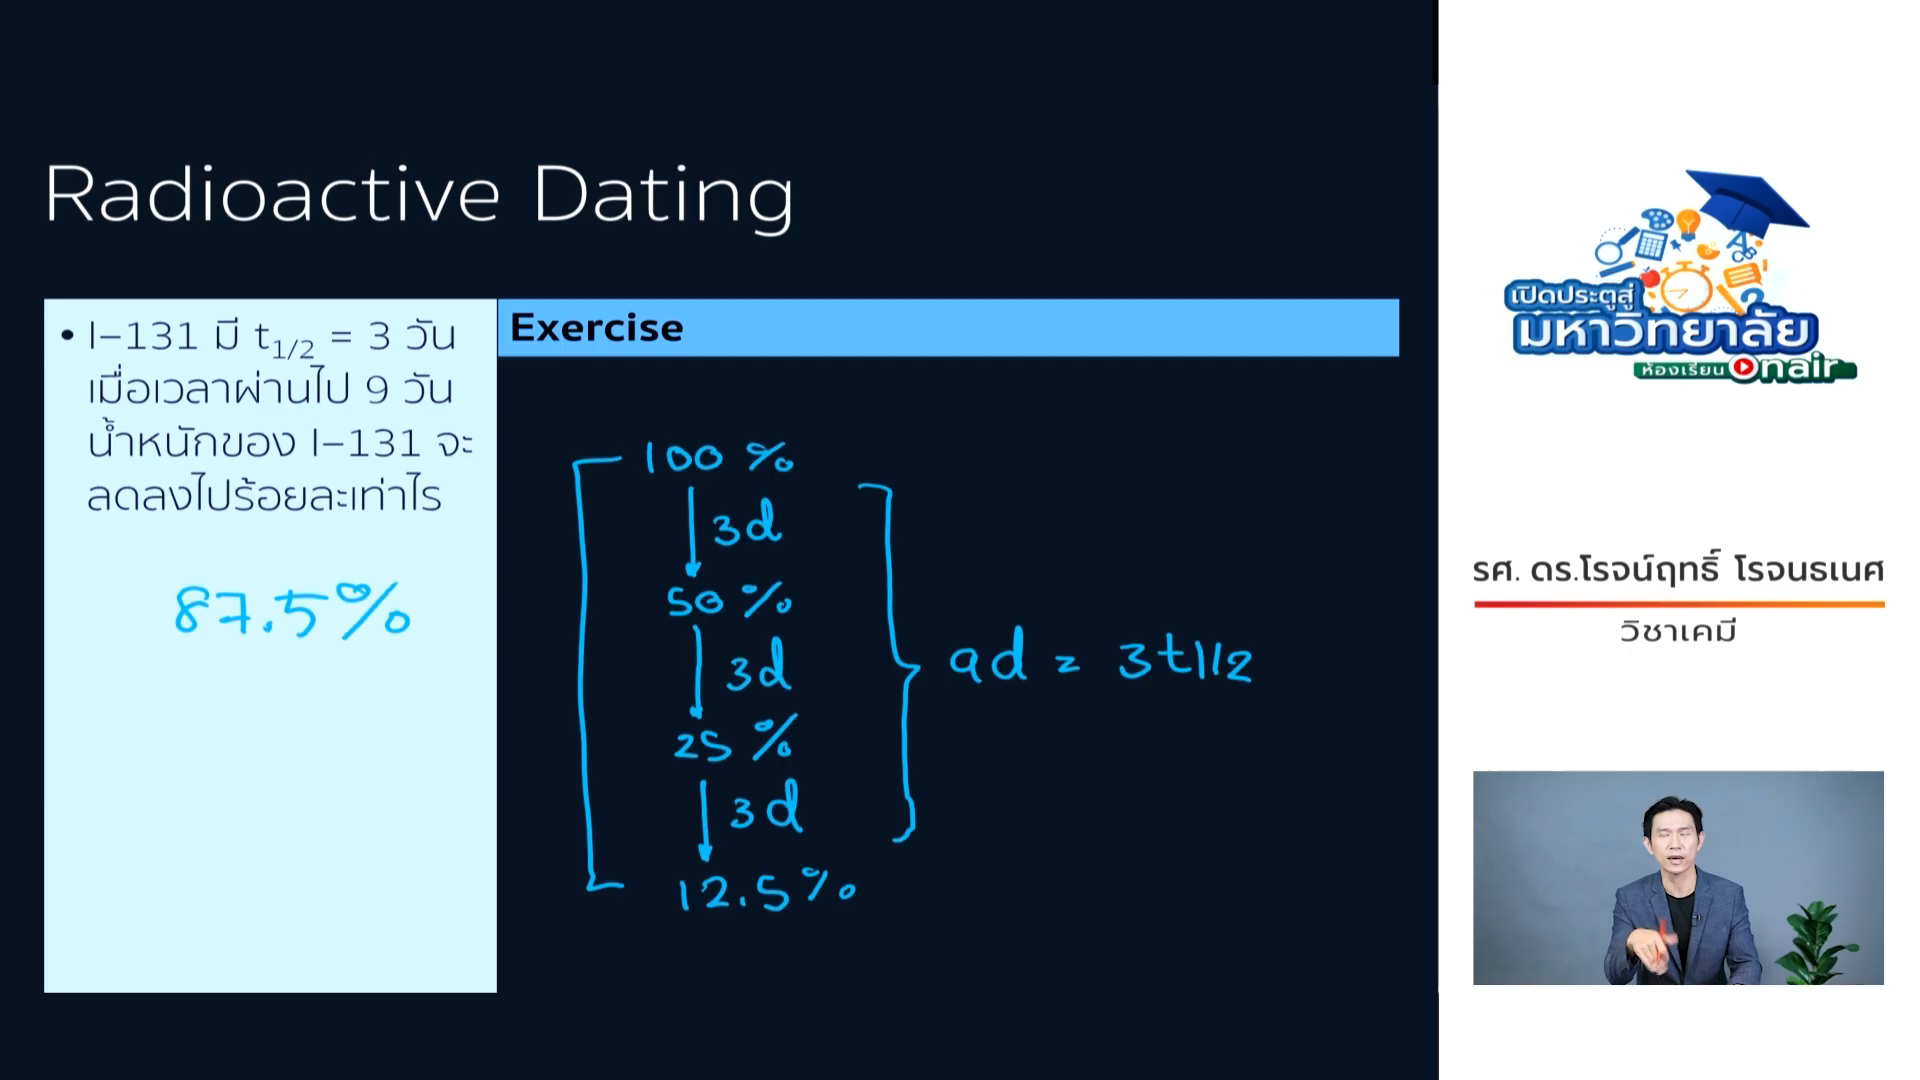 Radioactive Dating
• I–131 มี t1/2 = 3 วัน
เมื่อเวลาผ่านไป 9 วัน
น้ำหนักของ I–131 จะ
ลดลงไปร้อยละเท่าไร
87.5%
Exercise
100 %
3d
50 %
3d
25 %
3d
12.5%
9d = 3t1/2
เปิดประตูสู่
มหาวิทยาลัย
ห้องเรียน Onair
รศ. ดร.โรจน์ฤทธิ์ โรจนธเนศ
วิชาเคมี